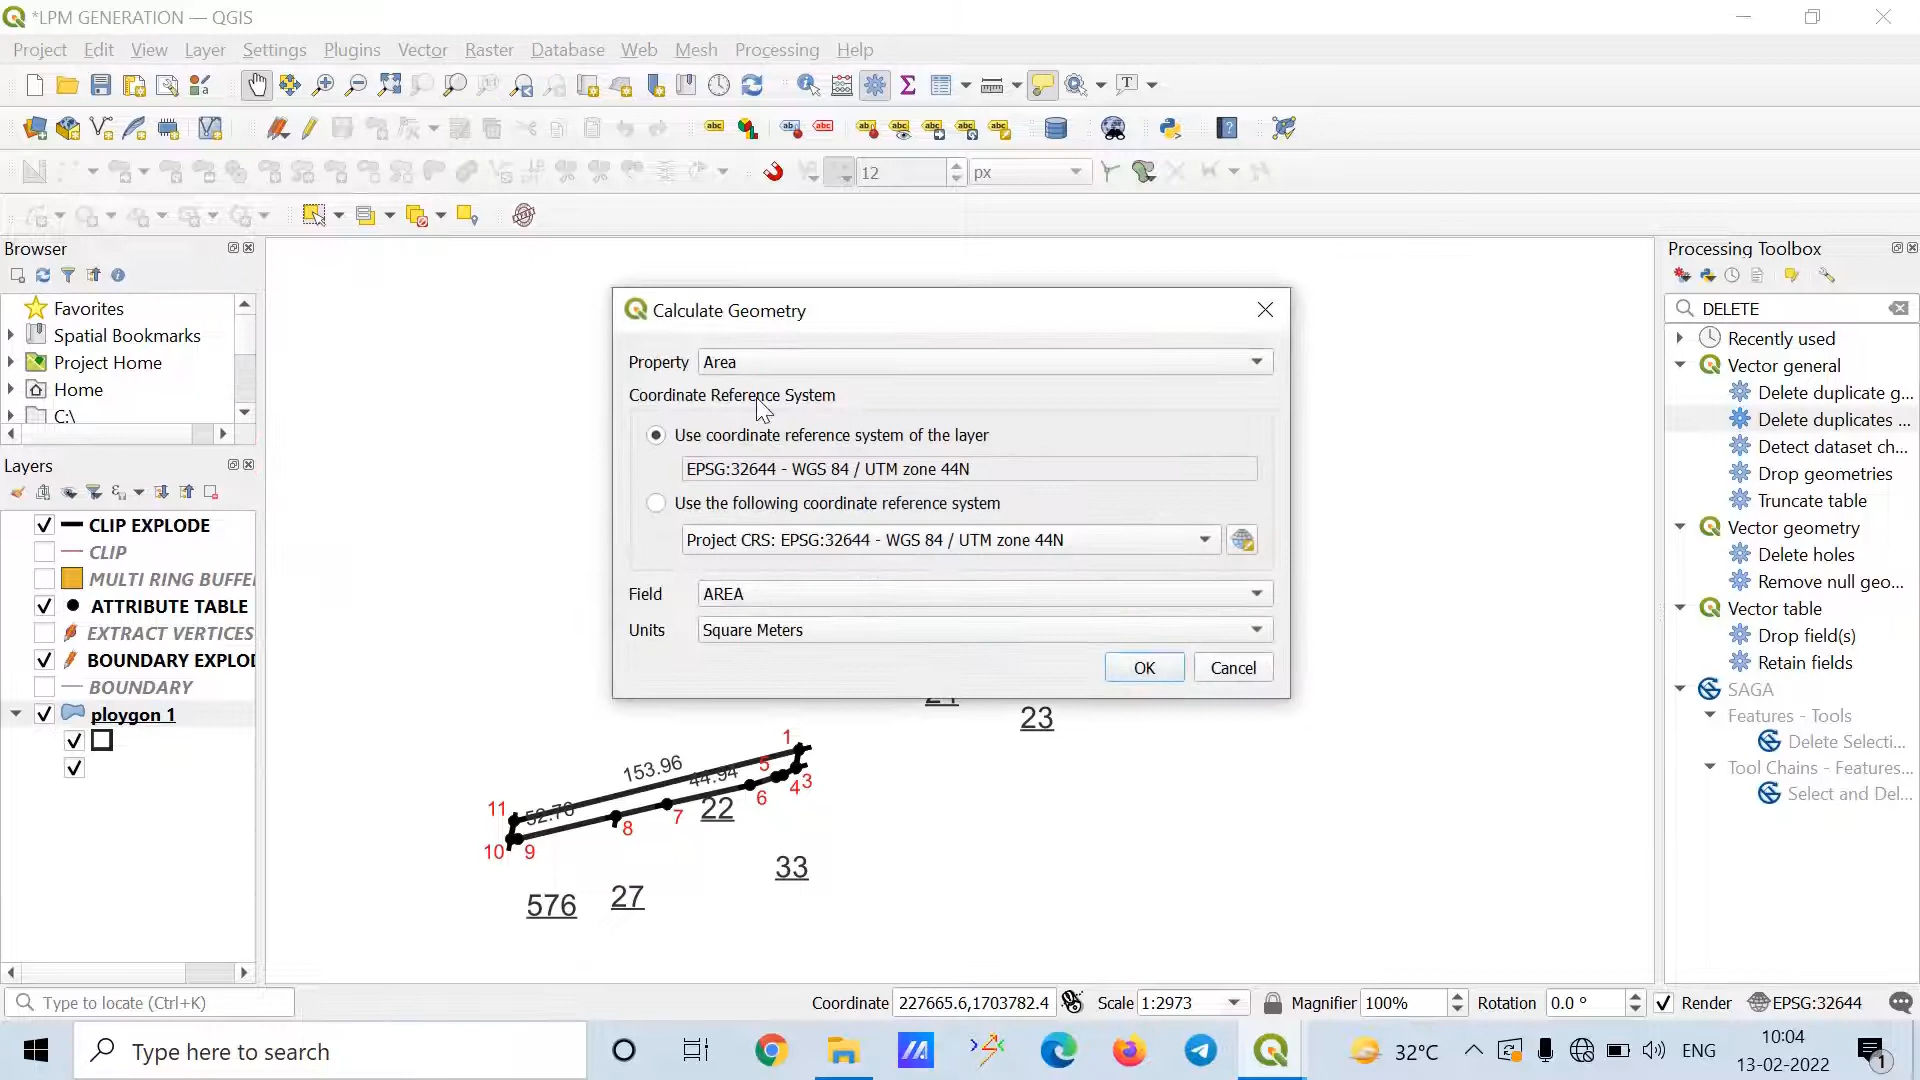 *LPM GENERATION — QGIS
Project Edit View Layer Settings Plugins Vector Raster Database Web Mesh Processing Help
12
px
Browser
Favorites
Spatial Bookmarks
Project Home
Home
C:\
Layers
CLIP EXPLODE
CLIP
MULTI RING BUFFE
ATTRIBUTE TABLE
EXTRACT VERTICES
BOUNDARY EXPLO
BOUNDARY
ploygon 1
Calculate Geometry
Property Area
Coordinate Reference System
Use coordinate reference system of the layer
EPSG:32644 - WGS 84 / UTM zone 44N
Use the following coordinate reference system
Project CRS: EPSG:32644 - WGS 84 / UTM zone 44N
Field AREA
Units Square Meters
OK Cancel
23
1
153.96
5
44.94
4
3
6
11
52.78
7
22
8
10
9
33
27
576
Processing Toolbox
DELETE
Recently used
Vector general
Delete duplicate g...
Delete duplicates ...
Detect dataset ch...
Drop geometries
Truncate table
Vector geometry
Delete holes
Remove null geo...
Vector table
Drop field(s)
Retain fields
SAGA
Features - Tools
Delete Selecti...
Tool Chains - Features...
Select and Del...
Type to locate (Ctrl+K)
Coordinate 227665.6,1703782.4 Scale 1:2973 Magnifier 100% Rotation 0.0 ° Render EPSG:32644
Type here to search
32°C
ENG
10:04
13-02-2022
1